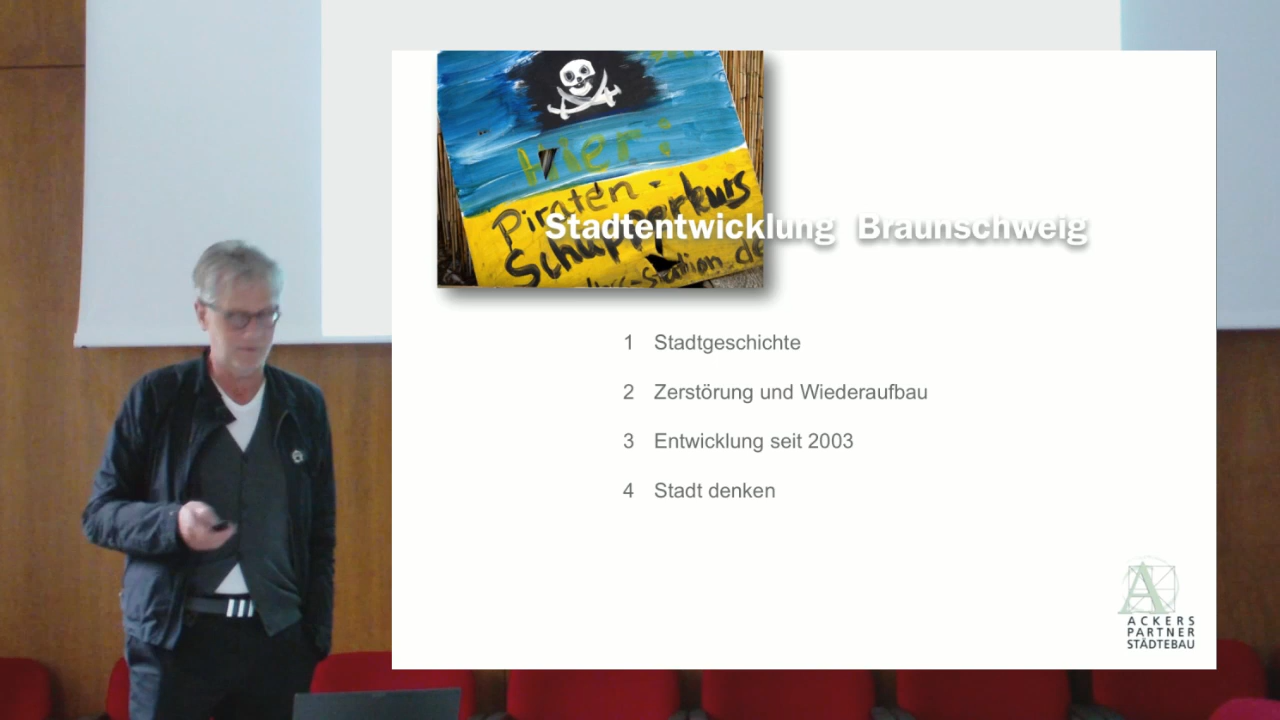 Hier:
Piraten-
Schupperkurs
Stadtentwicklung Braunschweig
1 Stadtgeschichte
2 Zerstörung und Wiederaufbau
3 Entwicklung seit 2003
4 Stadt denken
A
ACKERS
PARTNER
STÄDTEBAU